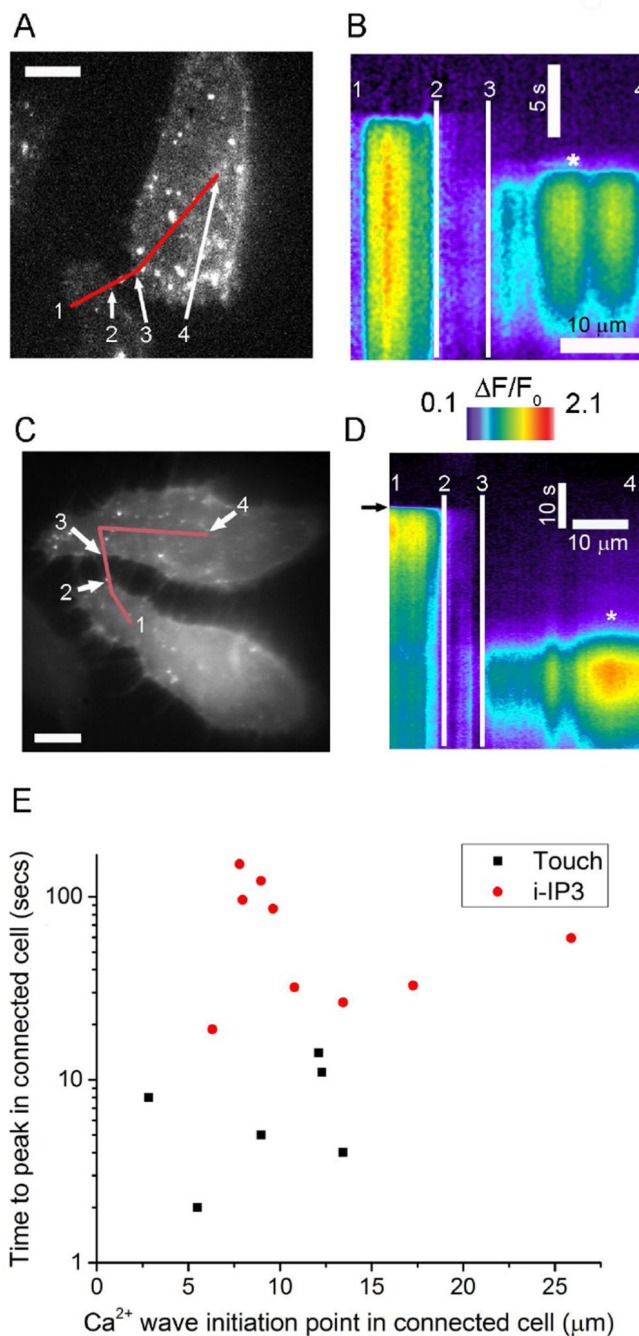 A
1
2
3
4
B
1
2
3
4
5 s
*
10 μm
0.1 ΔF/F0 2.1
C
3
4
2
1
D
1
2
3
4
10 s
10 μm
*
E
Time to peak in connected cell (secs)
100
10
1
Touch
i-IP3
0 5 10 15 20 25
Ca2+ wave initiation point in connected cell (μm)